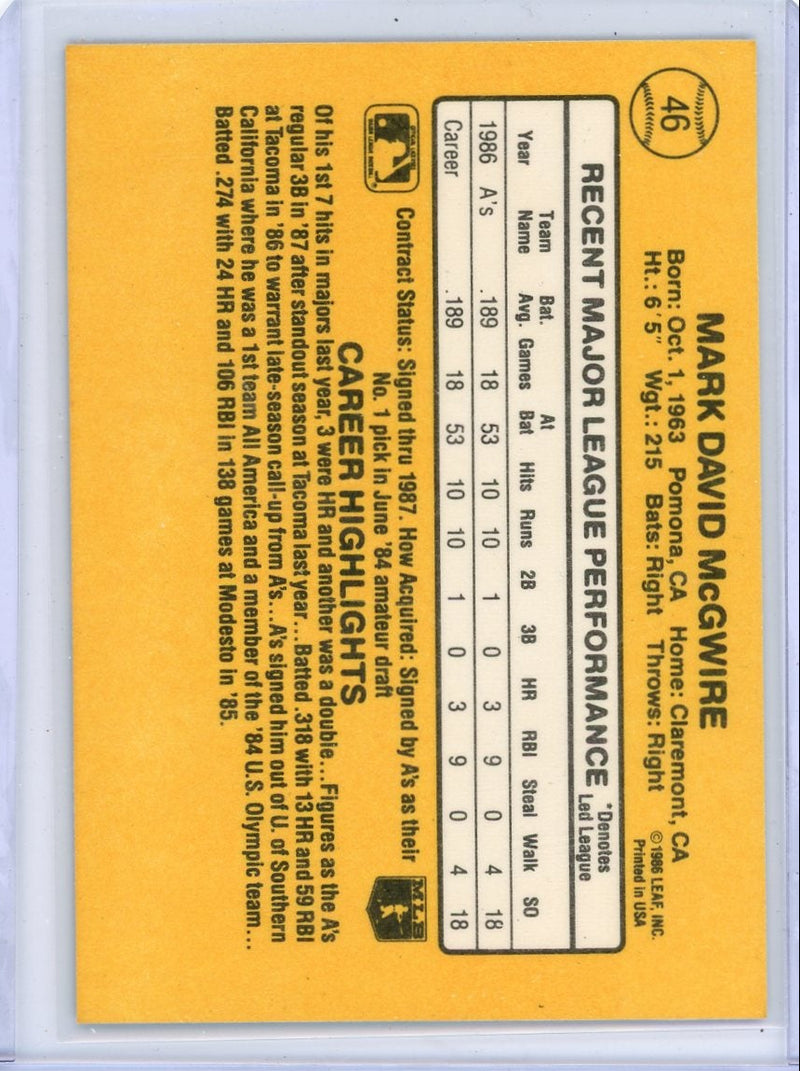 46
MARK DAVID McGWIRE
Born: Oct. 1, 1963 Pomona, CA Home: Claremont, CA
Ht.: 6'5" Wgt.: 215 Bats: Right Throws: Right
© 1986 LEAF, INC.
Printed in USA
RECENT MAJOR LEAGUE PERFORMANCE
*Denotes
Led League
Year Team Name Bat. Avg. Games At Bat Hits Runs 2B 3B HR RBI Steal Walk SO
1986 A's .189 18 53 10 10 1 0 3 9 0 4 18
Career .189 18 53 10 10 1 0 3 9 0 4 18
Contract Status: Signed thru 1987. How Acquired: Signed by A's as their
No. 1 pick in June '84 amateur draft
MLB
CAREER HIGHLIGHTS
Of his 1st 7 hits in majors last year, 3 were HR and another was a double...Figures as the A's
regular 3B in '87 after standout season at Tacoma last year...Batted .318 with 13 HR and 59 RBI
at Tacoma in '86 to warrant late-season call-up from A's...A's signed him out of U. of Southern
California where he was a 1st team All America and a member of the '84 U.S. Olympic team...
Batted .274 with 24 HR and 106 RBI in 138 games at Modesto in '85.